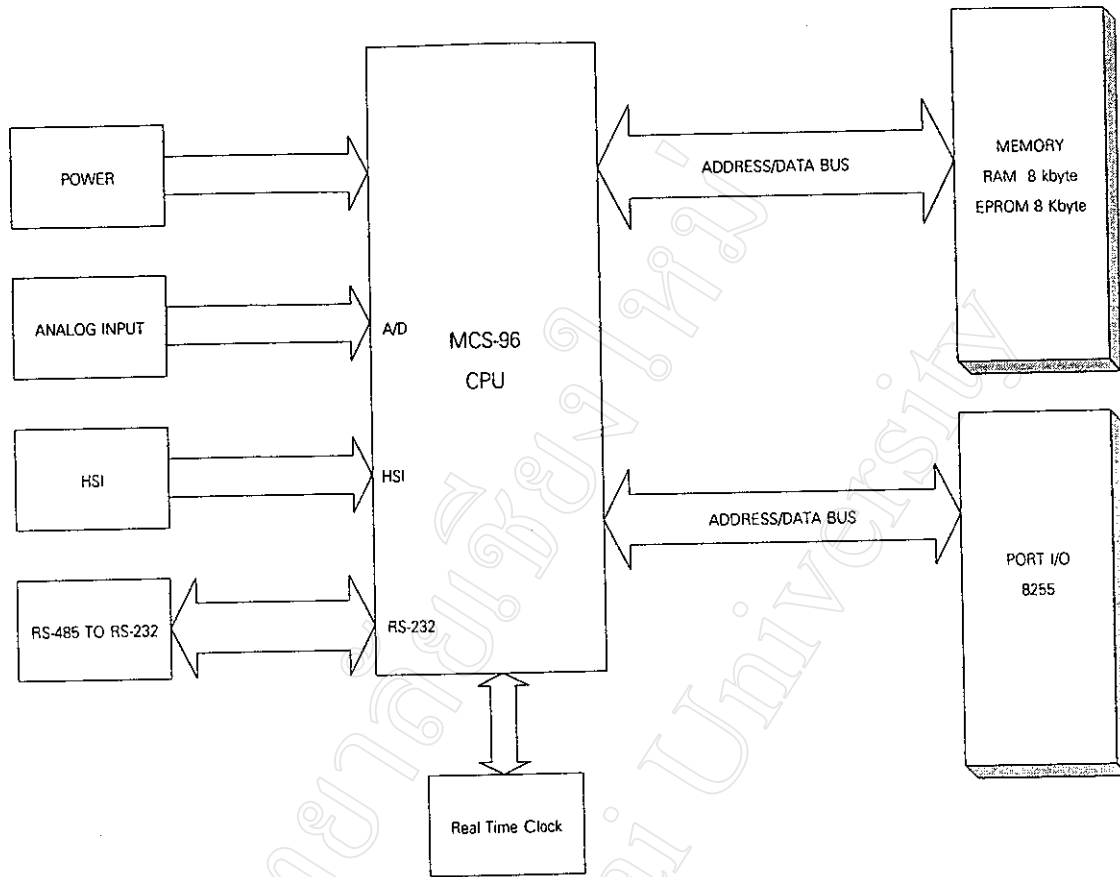 POWER
ANALOG INPUT
HSI
RS-485 TO RS-232
A/D
HSI
RS-232
MCS-96
CPU
Real Time Clock
ADDRESS/DATA BUS
ADDRESS/DATA BUS
MEMORY
RAM 8 kbyte
EPROM 8 Kbyte
PORT I/O
8255
University